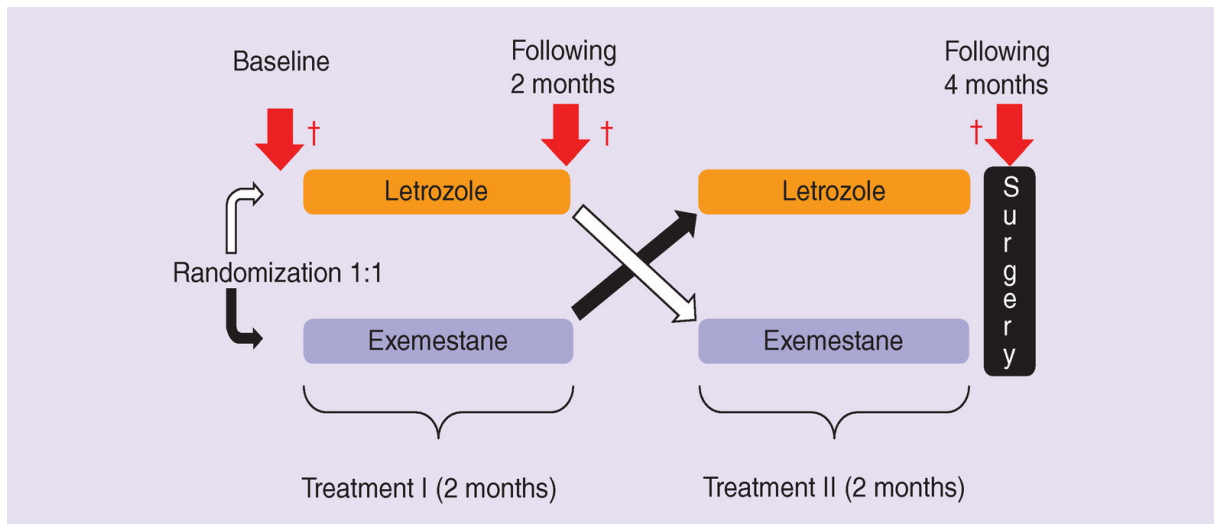 Baseline
Following
2 months
Following
4 months
†
†
†
Letrozole
Letrozole
Surgery
Randomization 1:1
Exemestane
Exemestane
Treatment I (2 months)
Treatment II (2 months)